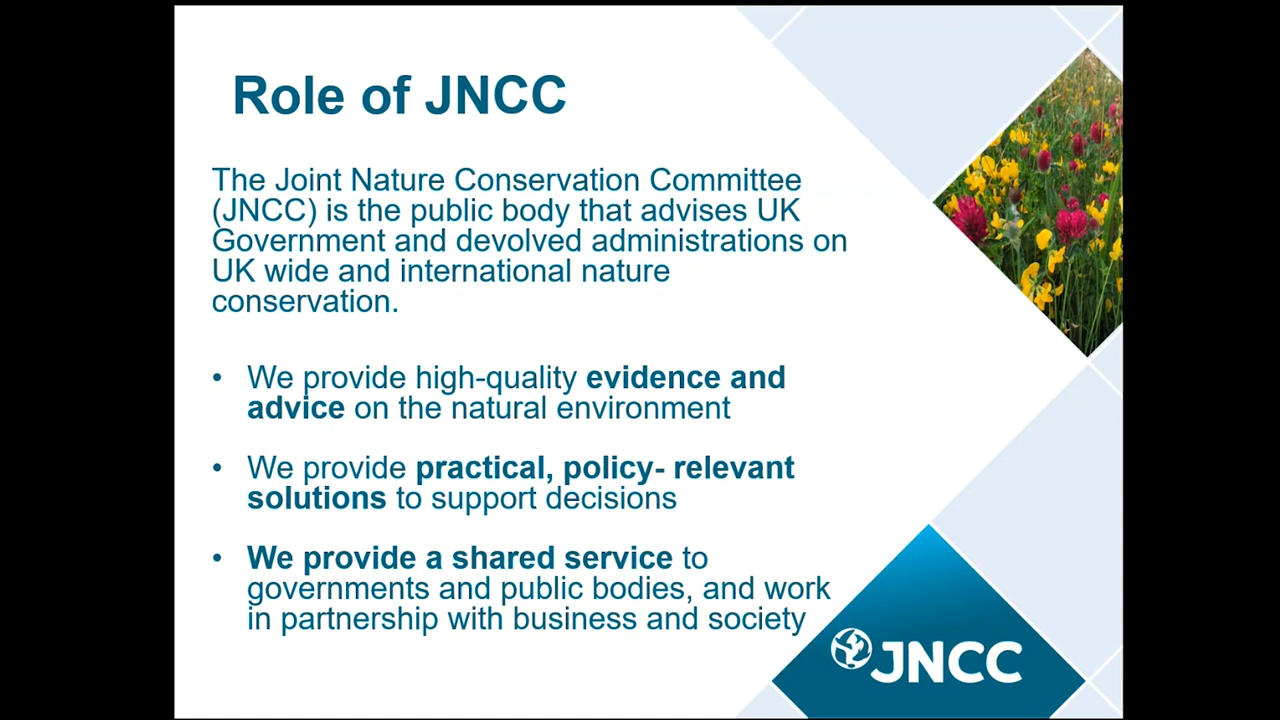 Role of JNCC
The Joint Nature Conservation Committee
(JNCC) is the public body that advises UK
Government and devolved administrations on
UK wide and international nature
conservation.
• We provide high-quality evidence and
advice on the natural environment
• We provide practical, policy- relevant
solutions to support decisions
• We provide a shared service to
governments and public bodies, and work
in partnership with business and society
JNCC